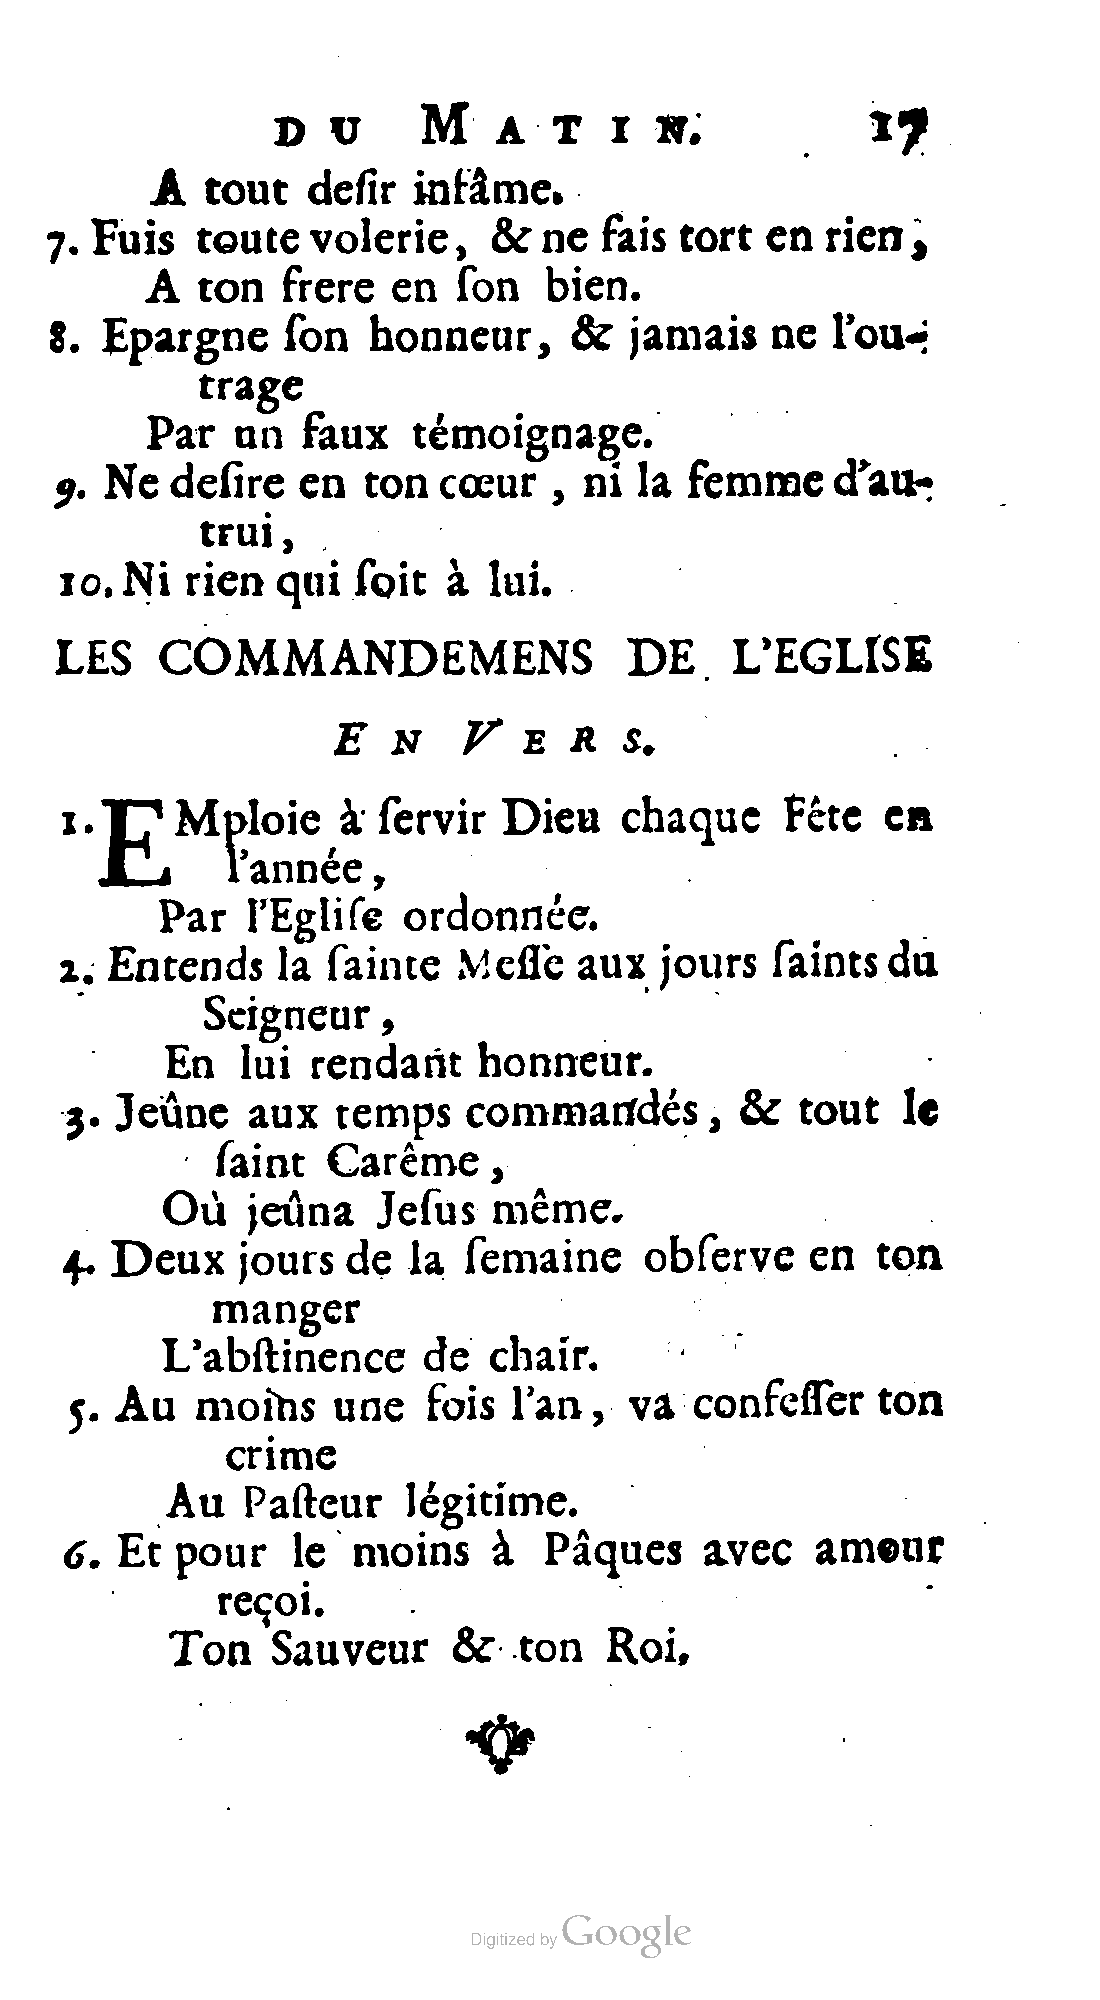 DU MATIN. 17
A tout deſir infâme.
7. Fuis toute volerie, & ne fais tort en rien,
A ton frere en ſon bien.
8. Epargne ſon honneur, & jamais ne l'ou-
trage
Par un faux témoignage.
9. Ne deſire en ton cœur, ni la femme d'au-
trui,
10. Ni rien qui ſoit à lui.
LES COMMANDEMENS DE L'EGLISE
EN VERS.
1. EMploie à ſervir Dieu chaque Fête en
l'année,
Par l'Egliſe ordonnée.
2. Entends la ſainte Meſſe aux jours ſaints du
Seigneur,
En lui rendant honneur.
3. Jeûne aux temps commandés, & tout le
ſaint Carême,
Où jeûna Jeſus même.
4. Deux jours de la ſemaine obſerve en ton
manger
L'abſtinence de chair.
5. Au moins une fois l'an, va confeſſer ton
crime
Au Paſteur légitime.
6. Et pour le moins à Pâques avec amour
reçoi.
Ton Sauveur & ton Roi.
Digitized by Google